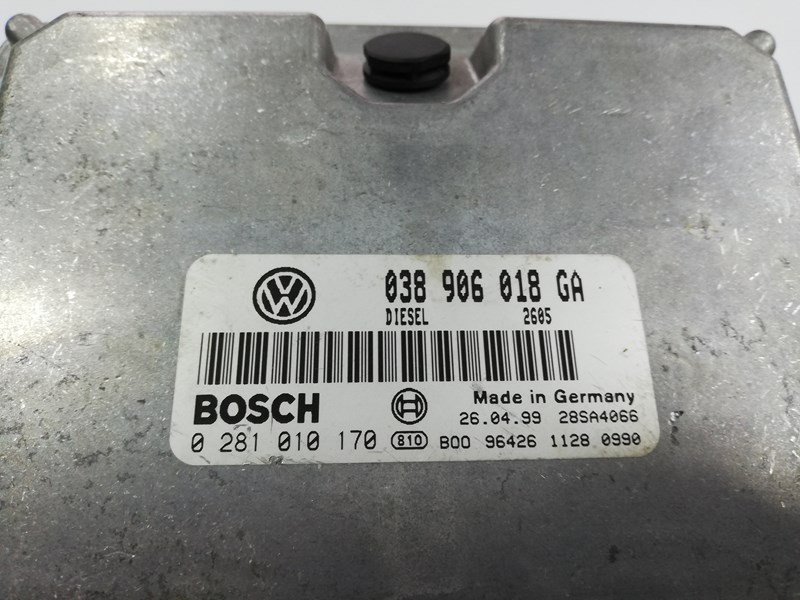 VW
038 906 018 GA
DIESEL 2605
BOSCH
Made in Germany
26.04.99 28SA4066
0 281 010 170 810 B00 96426 1128 0990